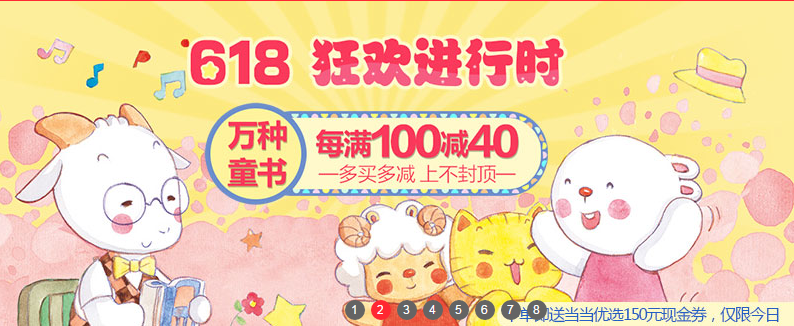 618 狂欢进行时
万种
童书
每满100减40
—多买多减 上不封顶—
1 2 3 4 5 6 7 8
送当当优选150元现金券，仅限今日